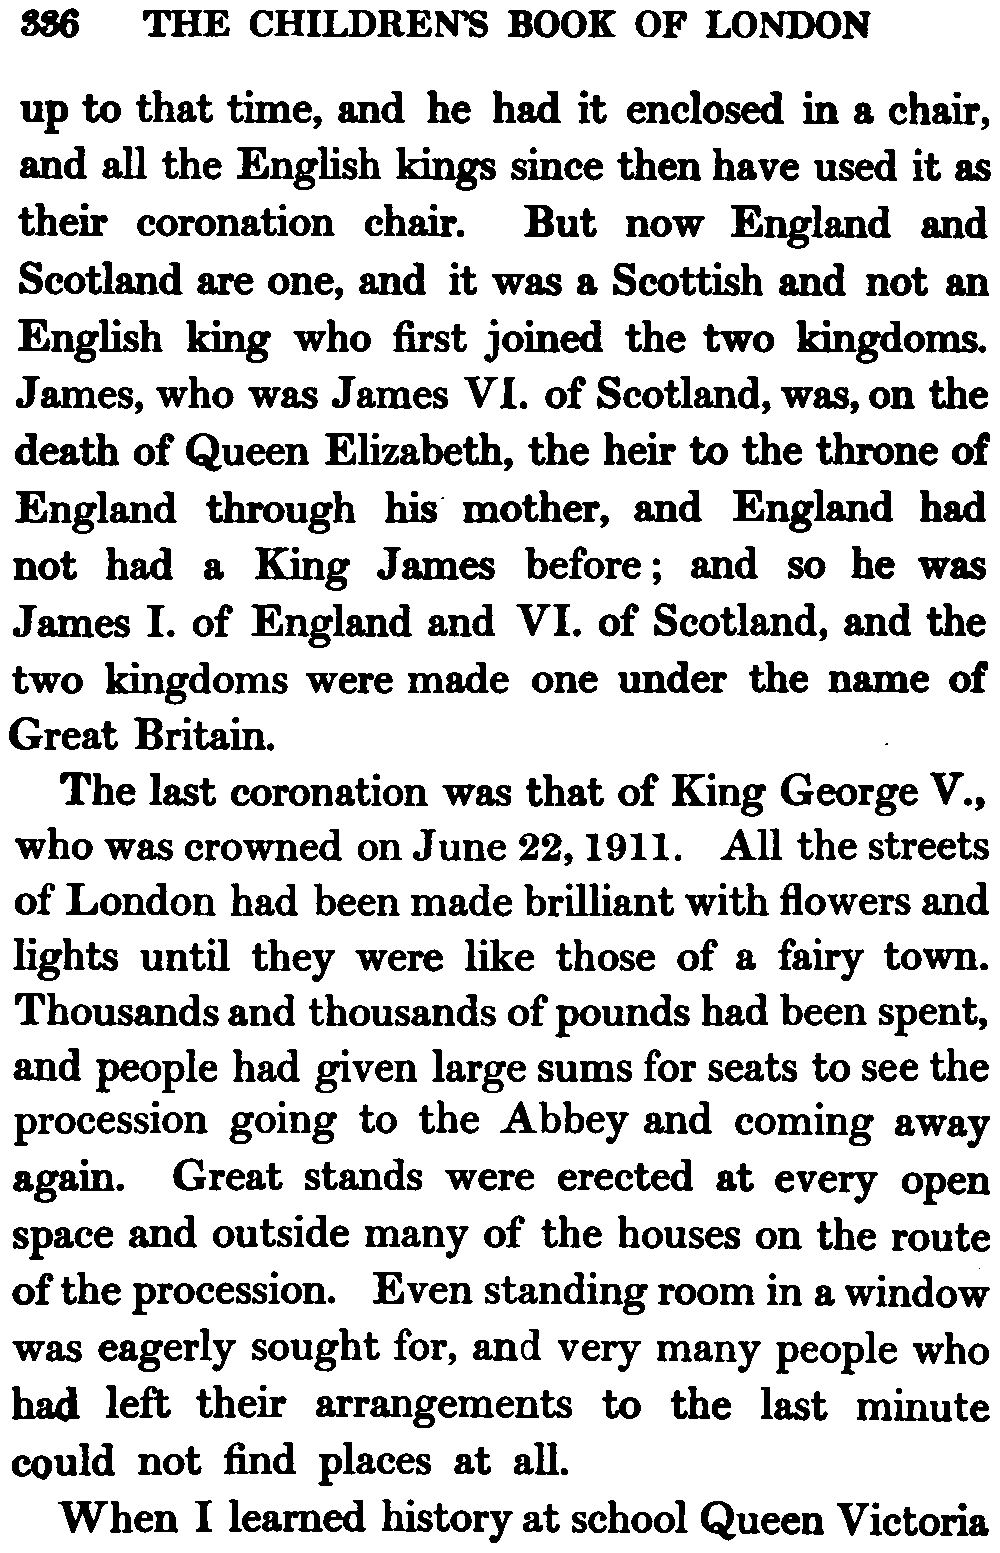 336 THE CHILDREN'S BOOK OF LONDON
up to that time, and he had it enclosed in a chair,
and all the English kings since then have used it as
their coronation chair. But now England and
Scotland are one, and it was a Scottish and not an
English king who first joined the two kingdoms.
James, who was James VI. of Scotland, was, on the
death of Queen Elizabeth, the heir to the throne of
England through his mother, and England had
not had a King James before; and so he was
James I. of England and VI. of Scotland, and the
two kingdoms were made one under the name of
Great Britain.
The last coronation was that of King George V.,
who was crowned on June 22, 1911. All the streets
of London had been made brilliant with flowers and
lights until they were like those of a fairy town.
Thousands and thousands of pounds had been spent,
and people had given large sums for seats to see the
procession going to the Abbey and coming away
again. Great stands were erected at every open
space and outside many of the houses on the route
of the procession. Even standing room in a window
was eagerly sought for, and very many people who
had left their arrangements to the last minute
could not find places at all.
When I learned history at school Queen Victoria